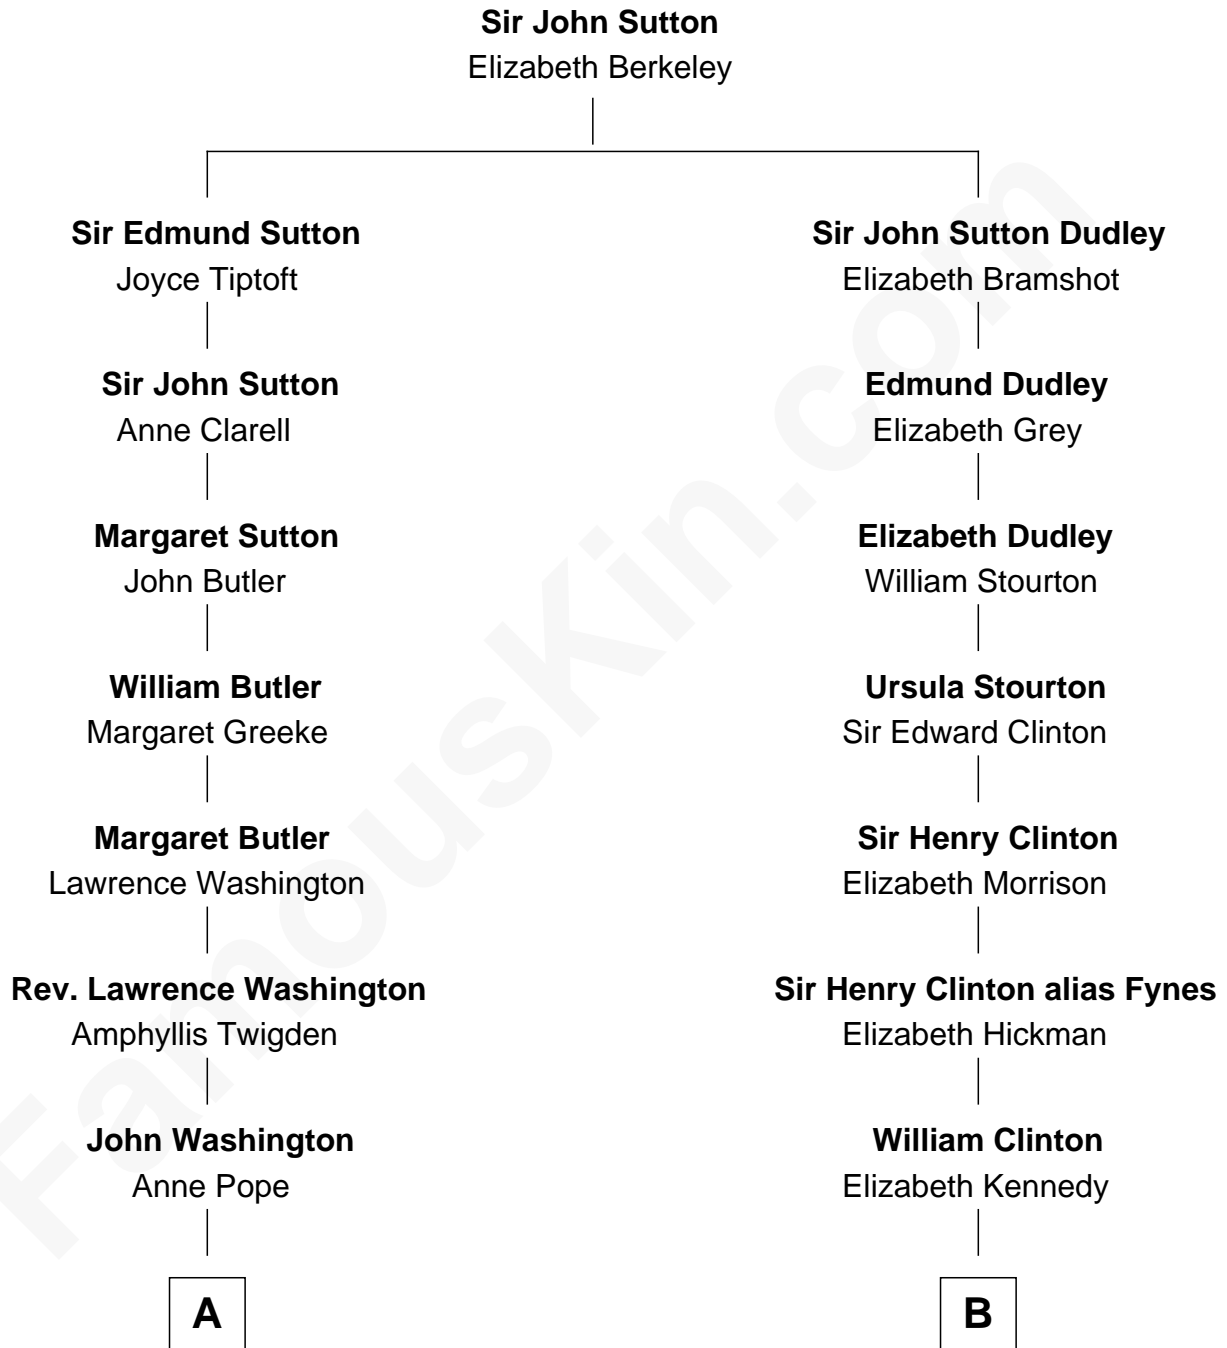 Sir John Sutton
Elizabeth Berkeley
Sir Edmund Sutton
Joyce Tiptoft
Sir John Sutton Dudley
Elizabeth Bramshot
Sir John Sutton
Anne Clarell
Edmund Dudley
Elizabeth Grey
Margaret Sutton
John Butler
Elizabeth Dudley
William Stourton
William Butler
Margaret Greeke
Ursula Stourton
Sir Edward Clinton
Margaret Butler
Lawrence Washington
Sir Henry Clinton
Elizabeth Morrison
Rev. Lawrence Washington
Amphyllis Twigden
Sir Henry Clinton alias Fynes
Elizabeth Hickman
John Washington
Anne Pope
William Clinton
Elizabeth Kennedy
A
B
FamousKin.com